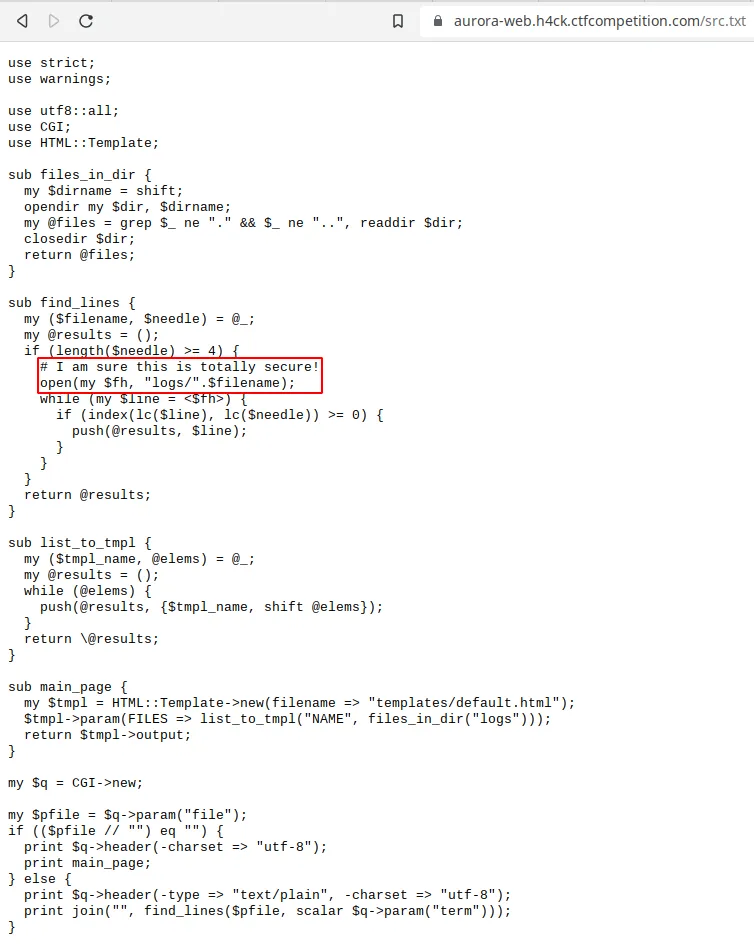 aurora-web.h4ck.ctfcompetition.com/src.txt
use strict;
use warnings;

use utf8::all;
use CGI;
use HTML::Template;

sub files_in_dir {
  my $dirname = shift;
  opendir my $dir, $dirname;
  my @files = grep $_ ne "." && $_ ne "..", readdir $dir;
  closedir $dir;
  return @files;
}

sub find_lines {
  my ($filename, $needle) = @_;
  my @results = ();
  if (length($needle) >= 4) {
    # I am sure this is totally secure!
    open(my $fh, "logs/".$filename);
    while (my $line = <$fh>) {
      if (index(lc($line), lc($needle)) >= 0) {
        push(@results, $line);
      }
    }
  }
  return @results;
}

sub list_to_tmpl {
  my ($tmpl_name, @elems) = @_;
  my @results = ();
  while (@elems) {
    push(@results, {$tmpl_name, shift @elems});
  }
  return \@results;
}

sub main_page {
  my $tmpl = HTML::Template->new(filename => "templates/default.html");
  $tmpl->param(FILES => list_to_tmpl("NAME", files_in_dir("logs")));
  return $tmpl->output;
}

my $q = CGI->new;

my $pfile = $q->param("file");
if (($pfile // "") eq "") {
  print $q->header(-charset => "utf-8");
  print main_page;
} else {
  print $q->header(-type => "text/plain", -charset => "utf-8");
  print join("", find_lines($pfile, scalar $q->param("term")));
}